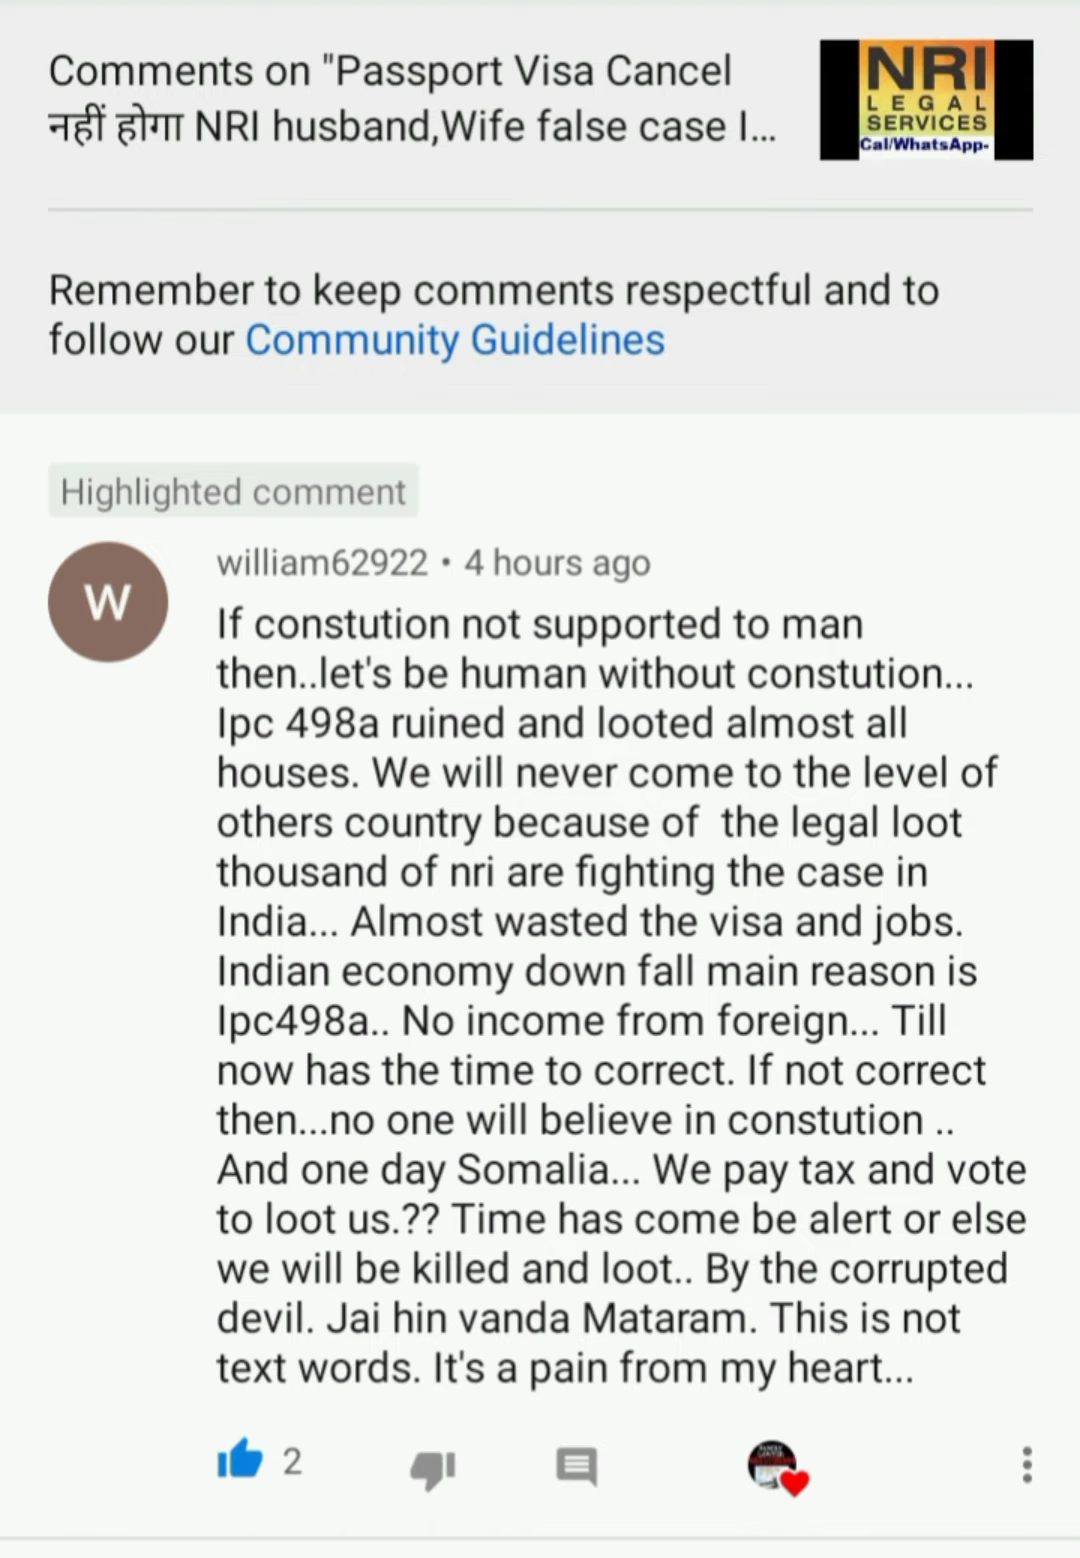 Comments on "Passport Visa Cancel
नहीं होगा NRI husband,Wife false case I...
NRI
LEGAL
SERVICES
Cal/WhatsApp-
Remember to keep comments respectful and to
follow our Community Guidelines
Highlighted comment
W
william62922 • 4 hours ago
If constution not supported to man
then..let's be human without constution...
Ipc 498a ruined and looted almost all
houses. We will never come to the level of
others country because of  the legal loot
thousand of nri are fighting the case in
India... Almost wasted the visa and jobs.
Indian economy down fall main reason is
Ipc498a.. No income from foreign... Till
now has the time to correct. If not correct
then...no one will believe in constution ..
And one day Somalia... We pay tax and vote
to loot us.?? Time has come be alert or else
we will be killed and loot.. By the corrupted
devil. Jai hin vanda Mataram. This is not
text words. It's a pain from my heart...
2